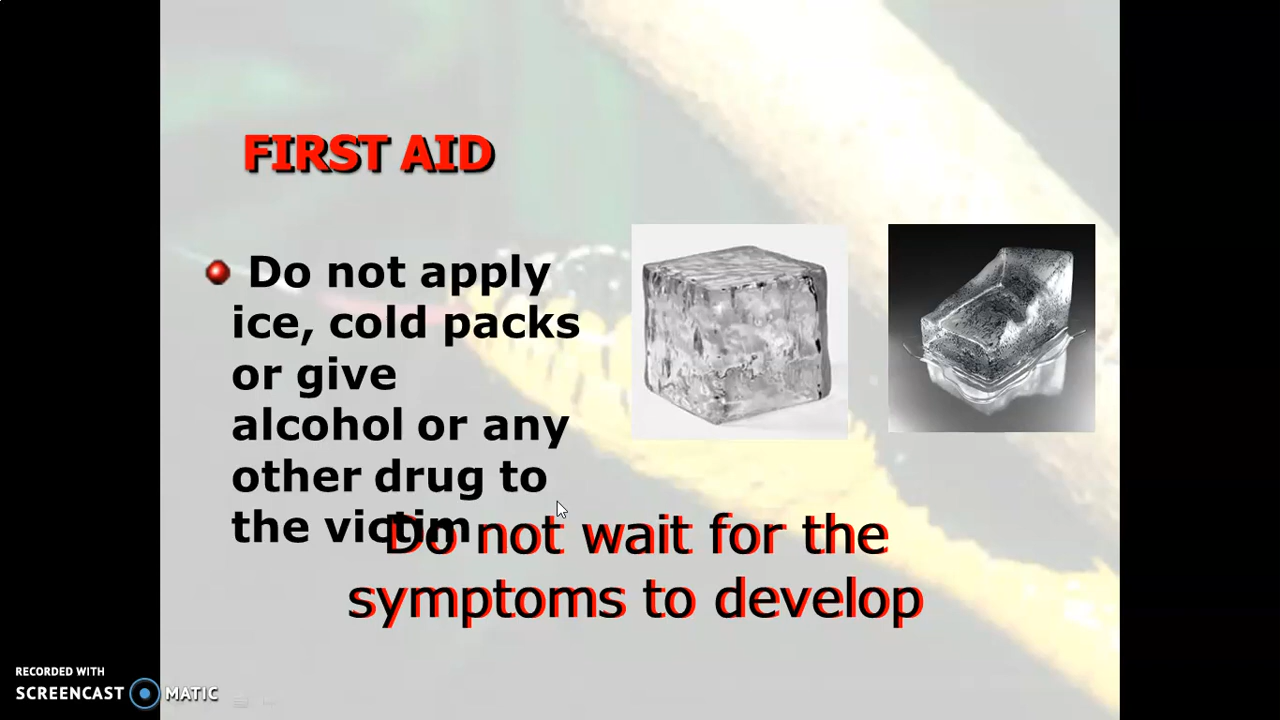 FIRST AID
Do not apply
ice, cold packs
or give
alcohol or any
other drug to
the victim
Do not wait for the
symptoms to develop
RECORDED WITH
SCREENCAST MATIC